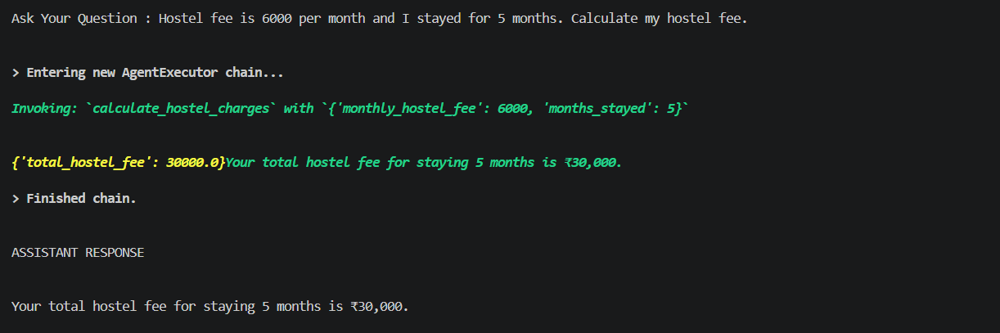 Ask Your Question : Hostel fee is 6000 per month and I stayed for 5 months. Calculate my hostel fee.
> Entering new AgentExecutor chain...
Invoking: `calculate_hostel_charges` with `{'monthly_hostel_fee': 6000, 'months_stayed': 5}`
{'total_hostel_fee': 30000.0}Your total hostel fee for staying 5 months is ₹30,000.
> Finished chain.
ASSISTANT RESPONSE
Your total hostel fee for staying 5 months is ₹30,000.